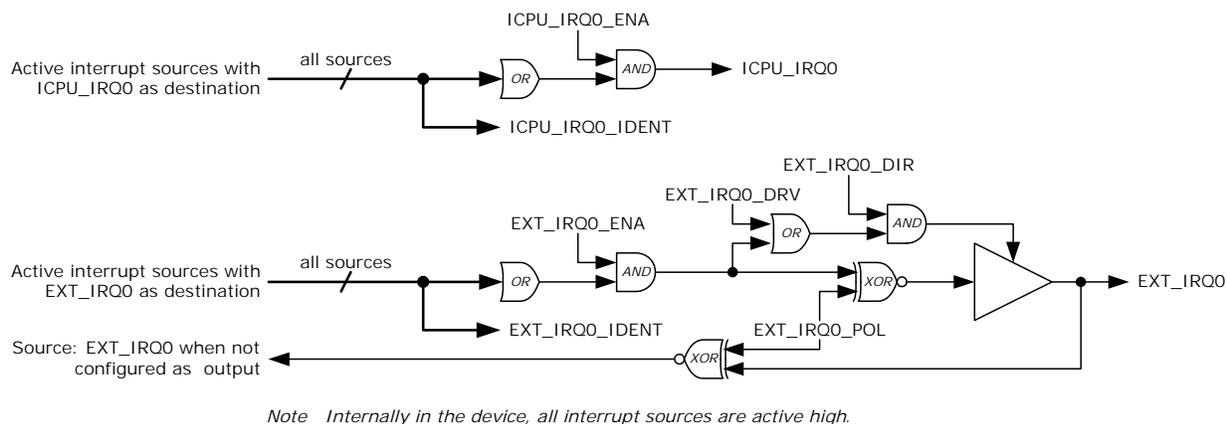 ICPU_IRQ0_ENA
all sources
Active interrupt sources with
ICPU_IRQ0 as destination
OR
AND
ICPU_IRQ0
ICPU_IRQ0_IDENT
EXT_IRQ0_DIR
EXT_IRQ0_DRV
AND
EXT_IRQ0_ENA
OR
all sources
Active interrupt sources with
EXT_IRQ0 as destination
OR
AND
XOR
EXT_IRQ0
EXT_IRQ0_IDENT
EXT_IRQ0_POL
Source: EXT_IRQ0 when not
configured as output
XOR
Note Internally in the device, all interrupt sources are active high.